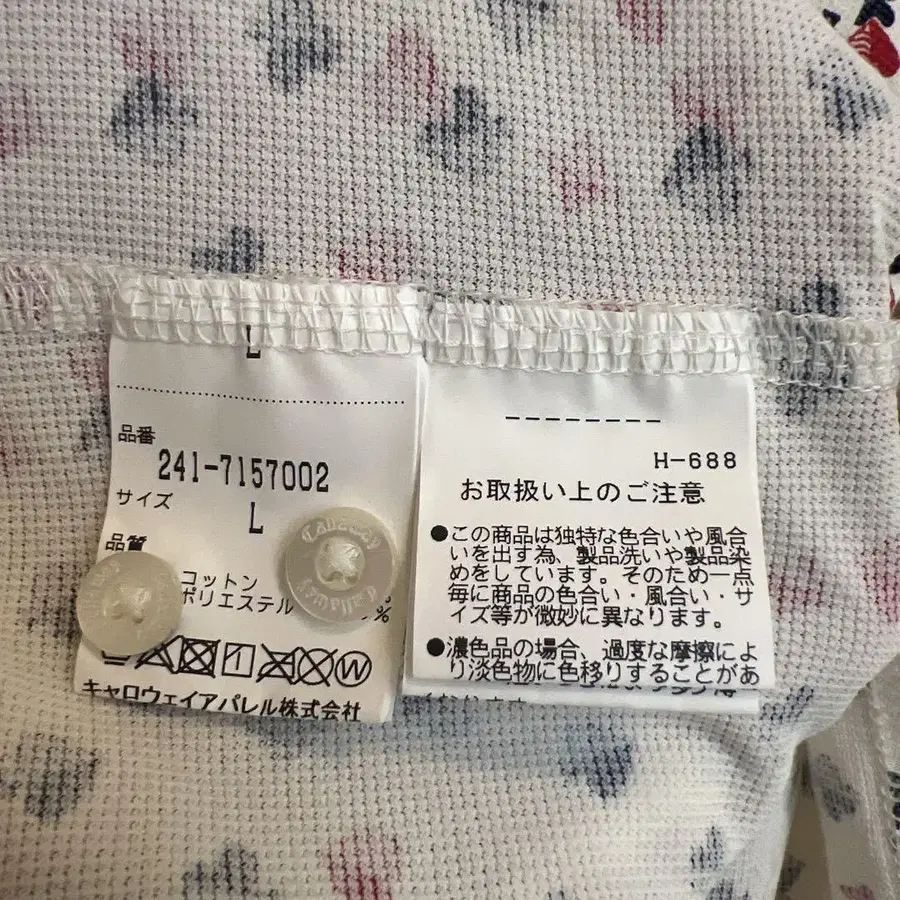 L
品番
241-7157002
サイズ
L
品質
コットン
ポリエステル
%
キャロウェイアパレル株式会社
--------
H-688
お取扱い上のご注意
●この商品は独特な色合いや風合
いを出す為、製品洗いや製品染
めをしています。そのため一点
毎に商品の色合い・風合い・サ
イズ等が微妙に異なります。
●濃色品の場合、過度な摩擦によ
り淡色物に色移りすることがあ